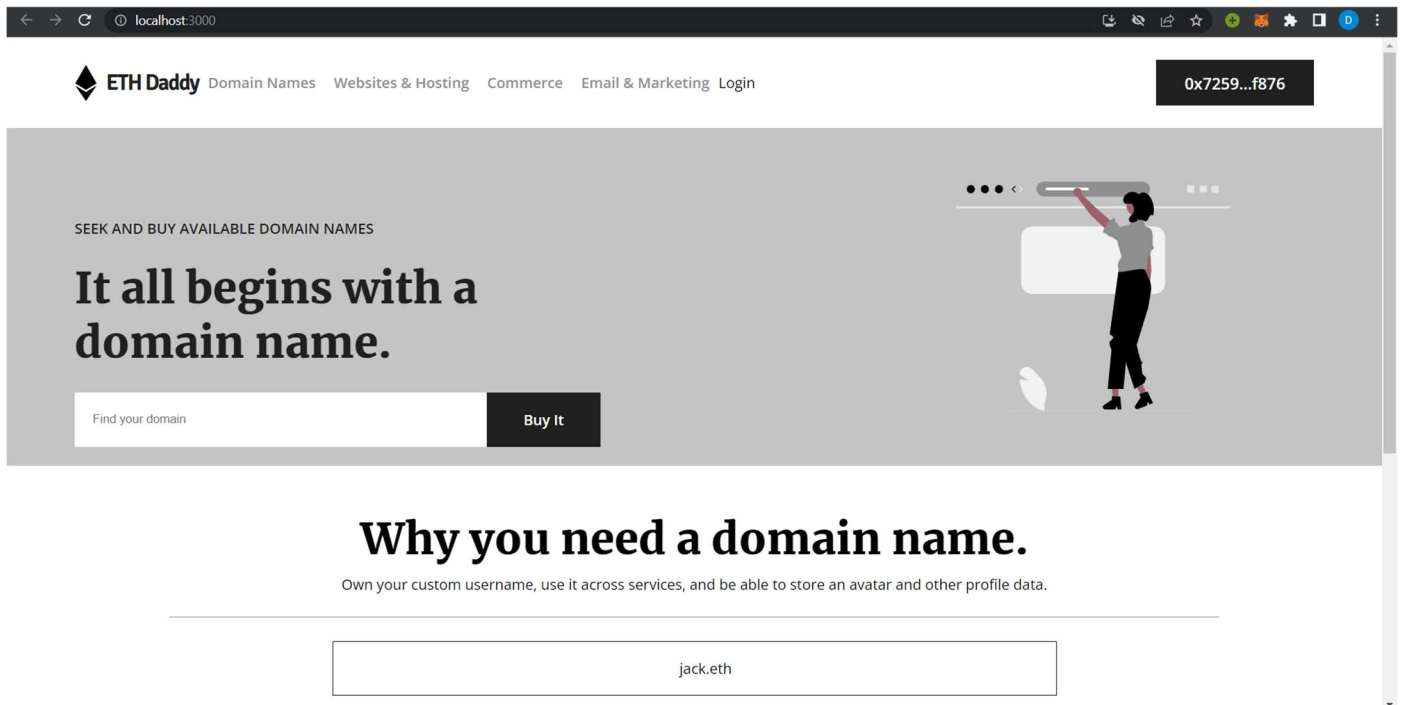 localhost:3000
D
ETH Daddy Domain Names Websites & Hosting Commerce Email & Marketing Login 0x7259...f876
SEEK AND BUY AVAILABLE DOMAIN NAMES
It all begins with a
domain name.
Find your domain Buy It
Why you need a domain name.
Own your custom username, use it across services, and be able to store an avatar and other profile data.
jack.eth